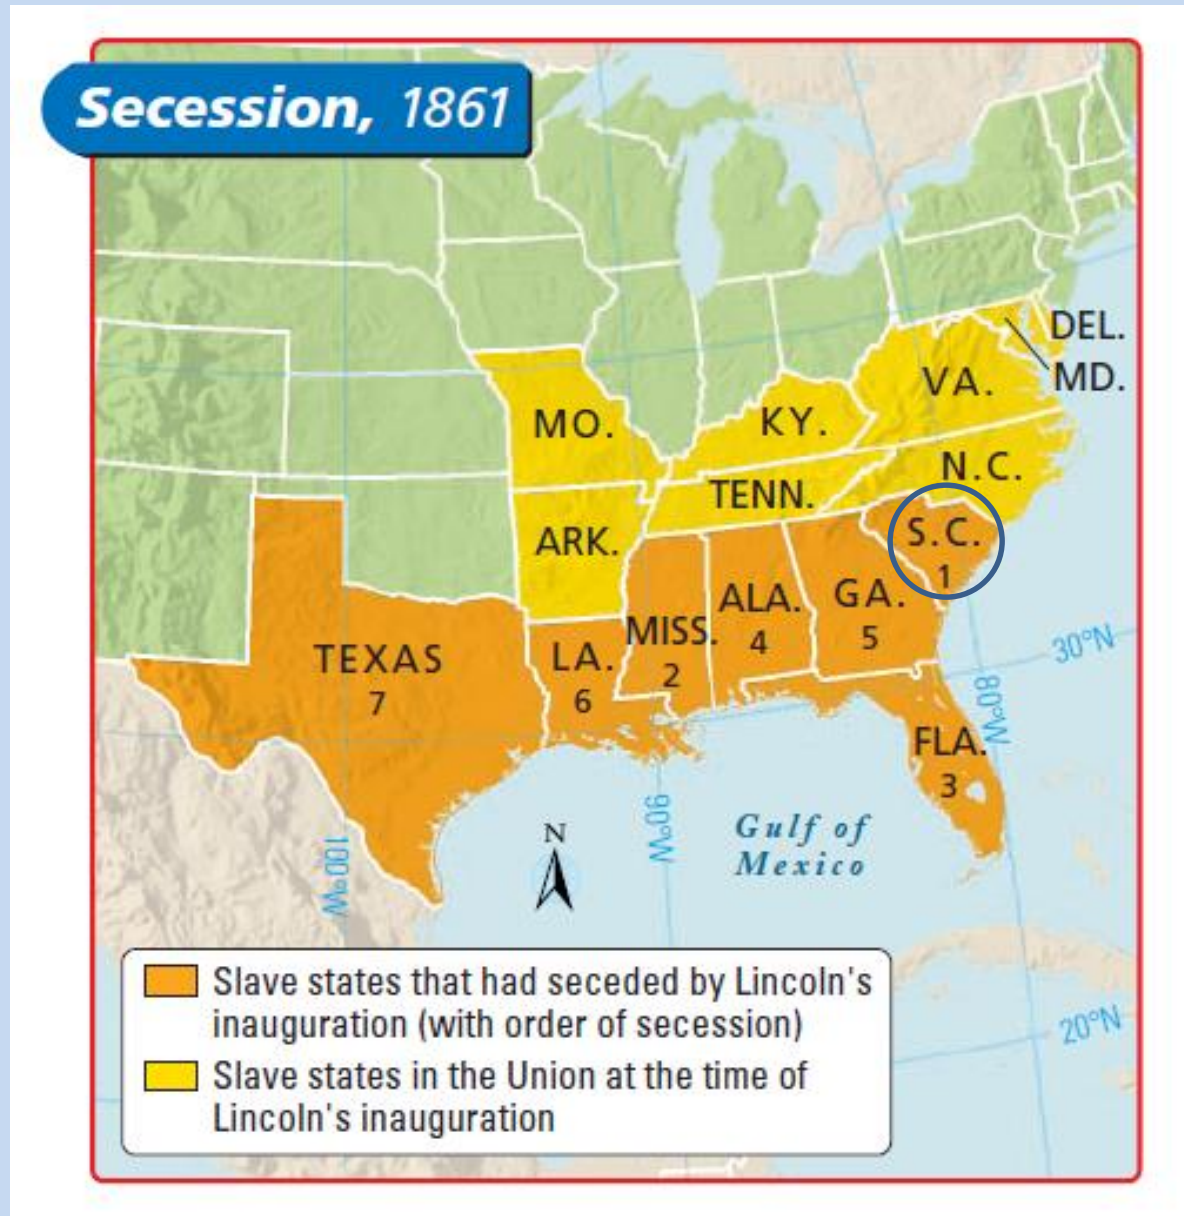 Secession, 1861
DEL.
MD.
VA.
MO.
KY.
N.C.
TENN.
ARK.
S.C.
1
ALA.
4
GA.
5
MISS.
2
TEXAS
7
LA.
6
30°N
80°W
FLA.
3
90°W
Gulf of
Mexico
N
100°W
20°N
Slave states that had seceded by Lincoln's
inauguration (with order of secession)
Slave states in the Union at the time of
Lincoln's inauguration